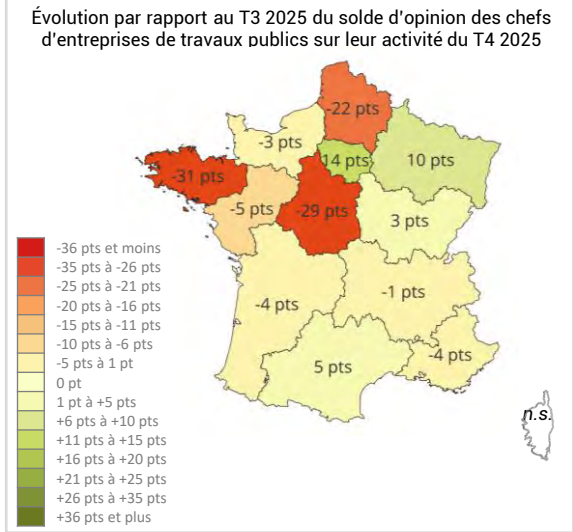 Évolution par rapport au T3 2025 du solde d'opinion des chefs
d'entreprises de travaux publics sur leur activité du T4 2025
-22 pts
-3 pts
14 pts
10 pts
-31 pts
-5 pts
-29 pts
3 pts
-4 pts
-1 pts
5 pts
-4 pts
n.s.
-36 pts et moins
-35 pts à -26 pts
-25 pts à -21 pts
-20 pts à -16 pts
-15 pts à -11 pts
-10 pts à -6 pts
-5 pts à 1 pt
0 pt
1 pt à +5 pts
+6 pts à +10 pts
+11 pts à +15 pts
+16 pts à +20 pts
+21 pts à +25 pts
+26 pts à +35 pts
+36 pts et plus